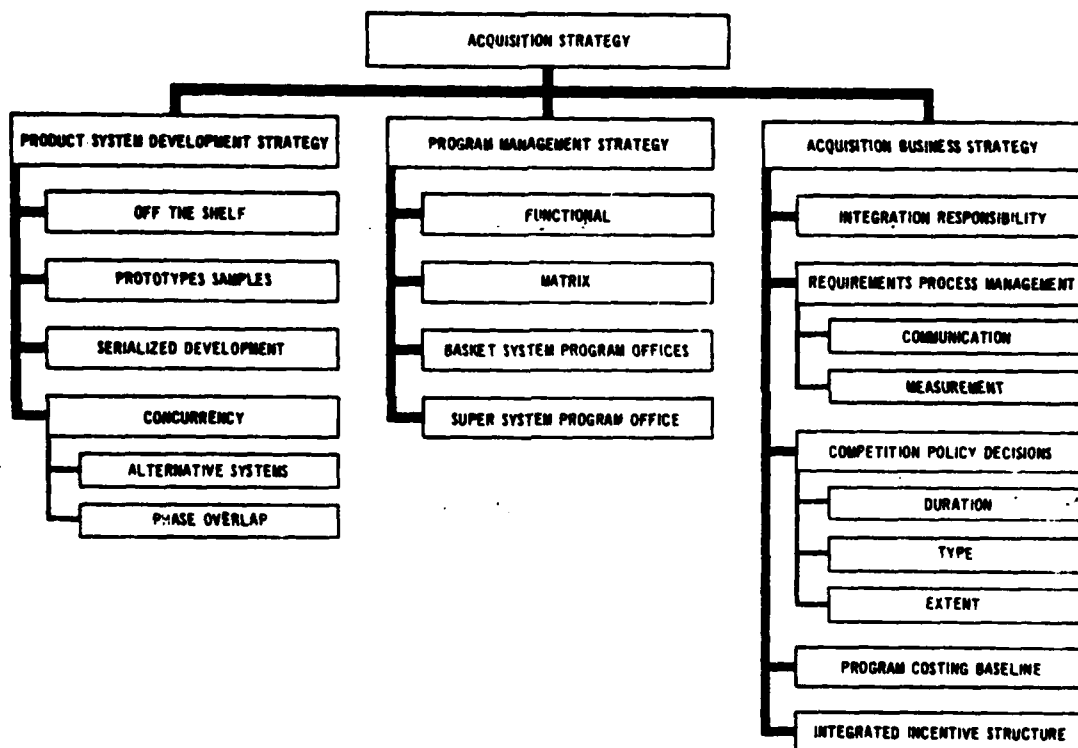 ACQUISITION STRATEGY
PRODUCT SYSTEM DEVELOPMENT STRATEGY
OFF THE SHELF
PROTOTYPES SAMPLES
SERIALIZED DEVELOPMENT
CONCURRENCY
ALTERNATIVE SYSTEMS
PHASE OVERLAP
PROGRAM MANAGEMENT STRATEGY
FUNCTIONAL
MATRIX
BASKET SYSTEM PROGRAM OFFICES
SUPER SYSTEM PROGRAM OFFICE
ACQUISITION BUSINESS STRATEGY
INTEGRATION RESPONSIBILITY
REQUIREMENTS PROCESS MANAGEMENT
COMMUNICATION
MEASUREMENT
COMPETITION POLICY DECISIONS
DURATION
TYPE
EXTENT
PROGRAM COSTING BASELINE
INTEGRATED INCENTIVE STRUCTURE